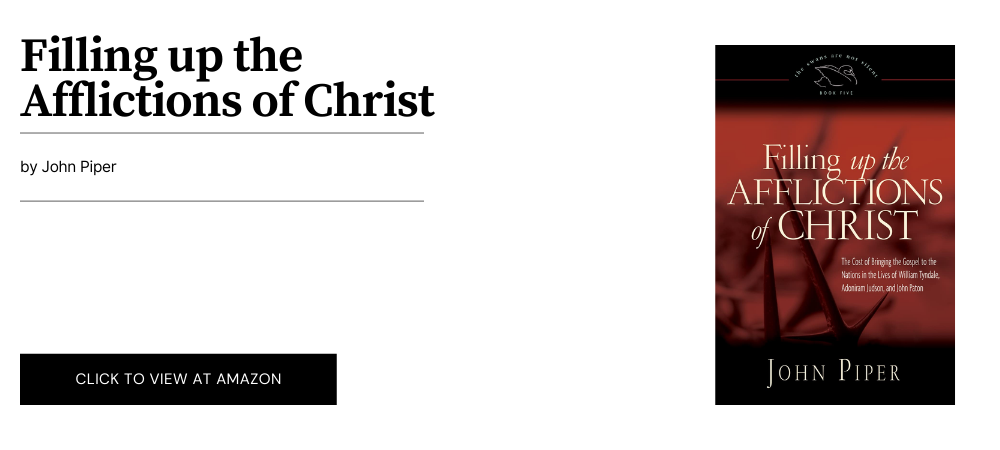 Filling up the
Afflictions of Christ
by John Piper
CLICK TO VIEW AT AMAZON
the swans are not silent
BOOK FIVE
Filling up the
AFFLICTIONS
of CHRIST
The Cost of Bringing the Gospel to the
Nations in the Lives of William Tyndale,
Adoniram Judson, and John Paton
JOHN PIPER